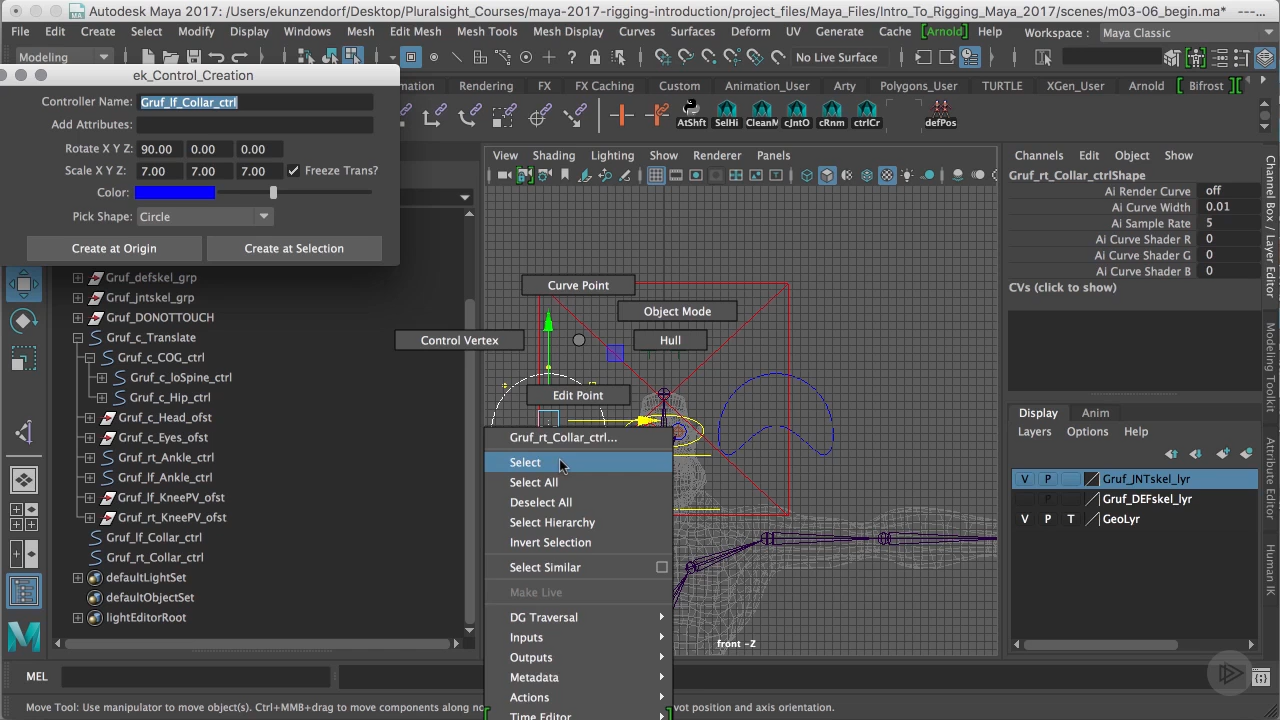 Autodesk Maya 2017: /Users/ekunzendorf/Desktop/Pluralsight_Courses/maya-2017-rigging-introduction/project_files/Maya_Files/Intro_To_Rigging_Maya_2017/scenes/m03-06_begin.ma* ---...
File Edit Create Select Modify Display Windows Mesh Edit Mesh Mesh Tools Mesh Display Curves Surfaces Deform UV Generate Cache [Arnold] Help Workspace : Maya Classic
Modeling No Live Surface
ek_Control_Creation
mation Rendering FX FX Caching Custom Animation_User Arty Polygons_User TURTLE XGen_User Arnold [ Bifrost ]
AtShft SelHi CleanM cJntO cRnm ctrlCr defPos
Controller Name: Gruf_lf_Collar_ctrl
Add Attributes:
Rotate X Y Z: 90.00 0.00 0.00
Scale X Y Z: 7.00 7.00 7.00 Freeze Trans?
Color:
Pick Shape: Circle
Create at Origin Create at Selection
Gruf_defskel_grp
Gruf_jntskel_grp
Gruf_DONOTTOUCH
Gruf_c_Translate
Gruf_c_COG_ctrl
Gruf_c_loSpine_ctrl
Gruf_c_Hip_ctrl
Gruf_c_Head_ofst
Gruf_c_Eyes_ofst
Gruf_rt_Ankle_ctrl
Gruf_lf_Ankle_ctrl
Gruf_lf_KneePV_ofst
Gruf_rt_KneePV_ofst
Gruf_lf_Collar_ctrl
Gruf_rt_Collar_ctrl
defaultLightSet
defaultObjectSet
lightEditorRoot
View Shading Lighting Show Renderer Panels
Curve Point
Object Mode
Control Vertex
Hull
Edit Point
Gruf_rt_Collar_ctrl...
Select
Select All
Deselect All
Select Hierarchy
Invert Selection
Select Similar
Make Live
DG Traversal
Inputs
Outputs
Metadata
Actions
Time Editor
front -Z
Channels Edit Object Show
Gruf_rt_Collar_ctrlShape
Ai Render Curve off
Ai Curve Width 0.01
Ai Sample Rate 5
Ai Curve Shader R 0
Ai Curve Shader G 0
Ai Curve Shader B 0
CVs (click to show)
Display Anim
Layers Options Help
V P Gruf_JNTskel_lyr
Gruf_DEFskel_lyr
V P T GeoLyr
Channel Box / Layer Editor
Modeling Toolkit
Attribute Editor
Human IK
MEL
Move Tool: Use manipulator to move object(s). Ctrl+MMB+drag to move components along no
vot position and axis orientation.